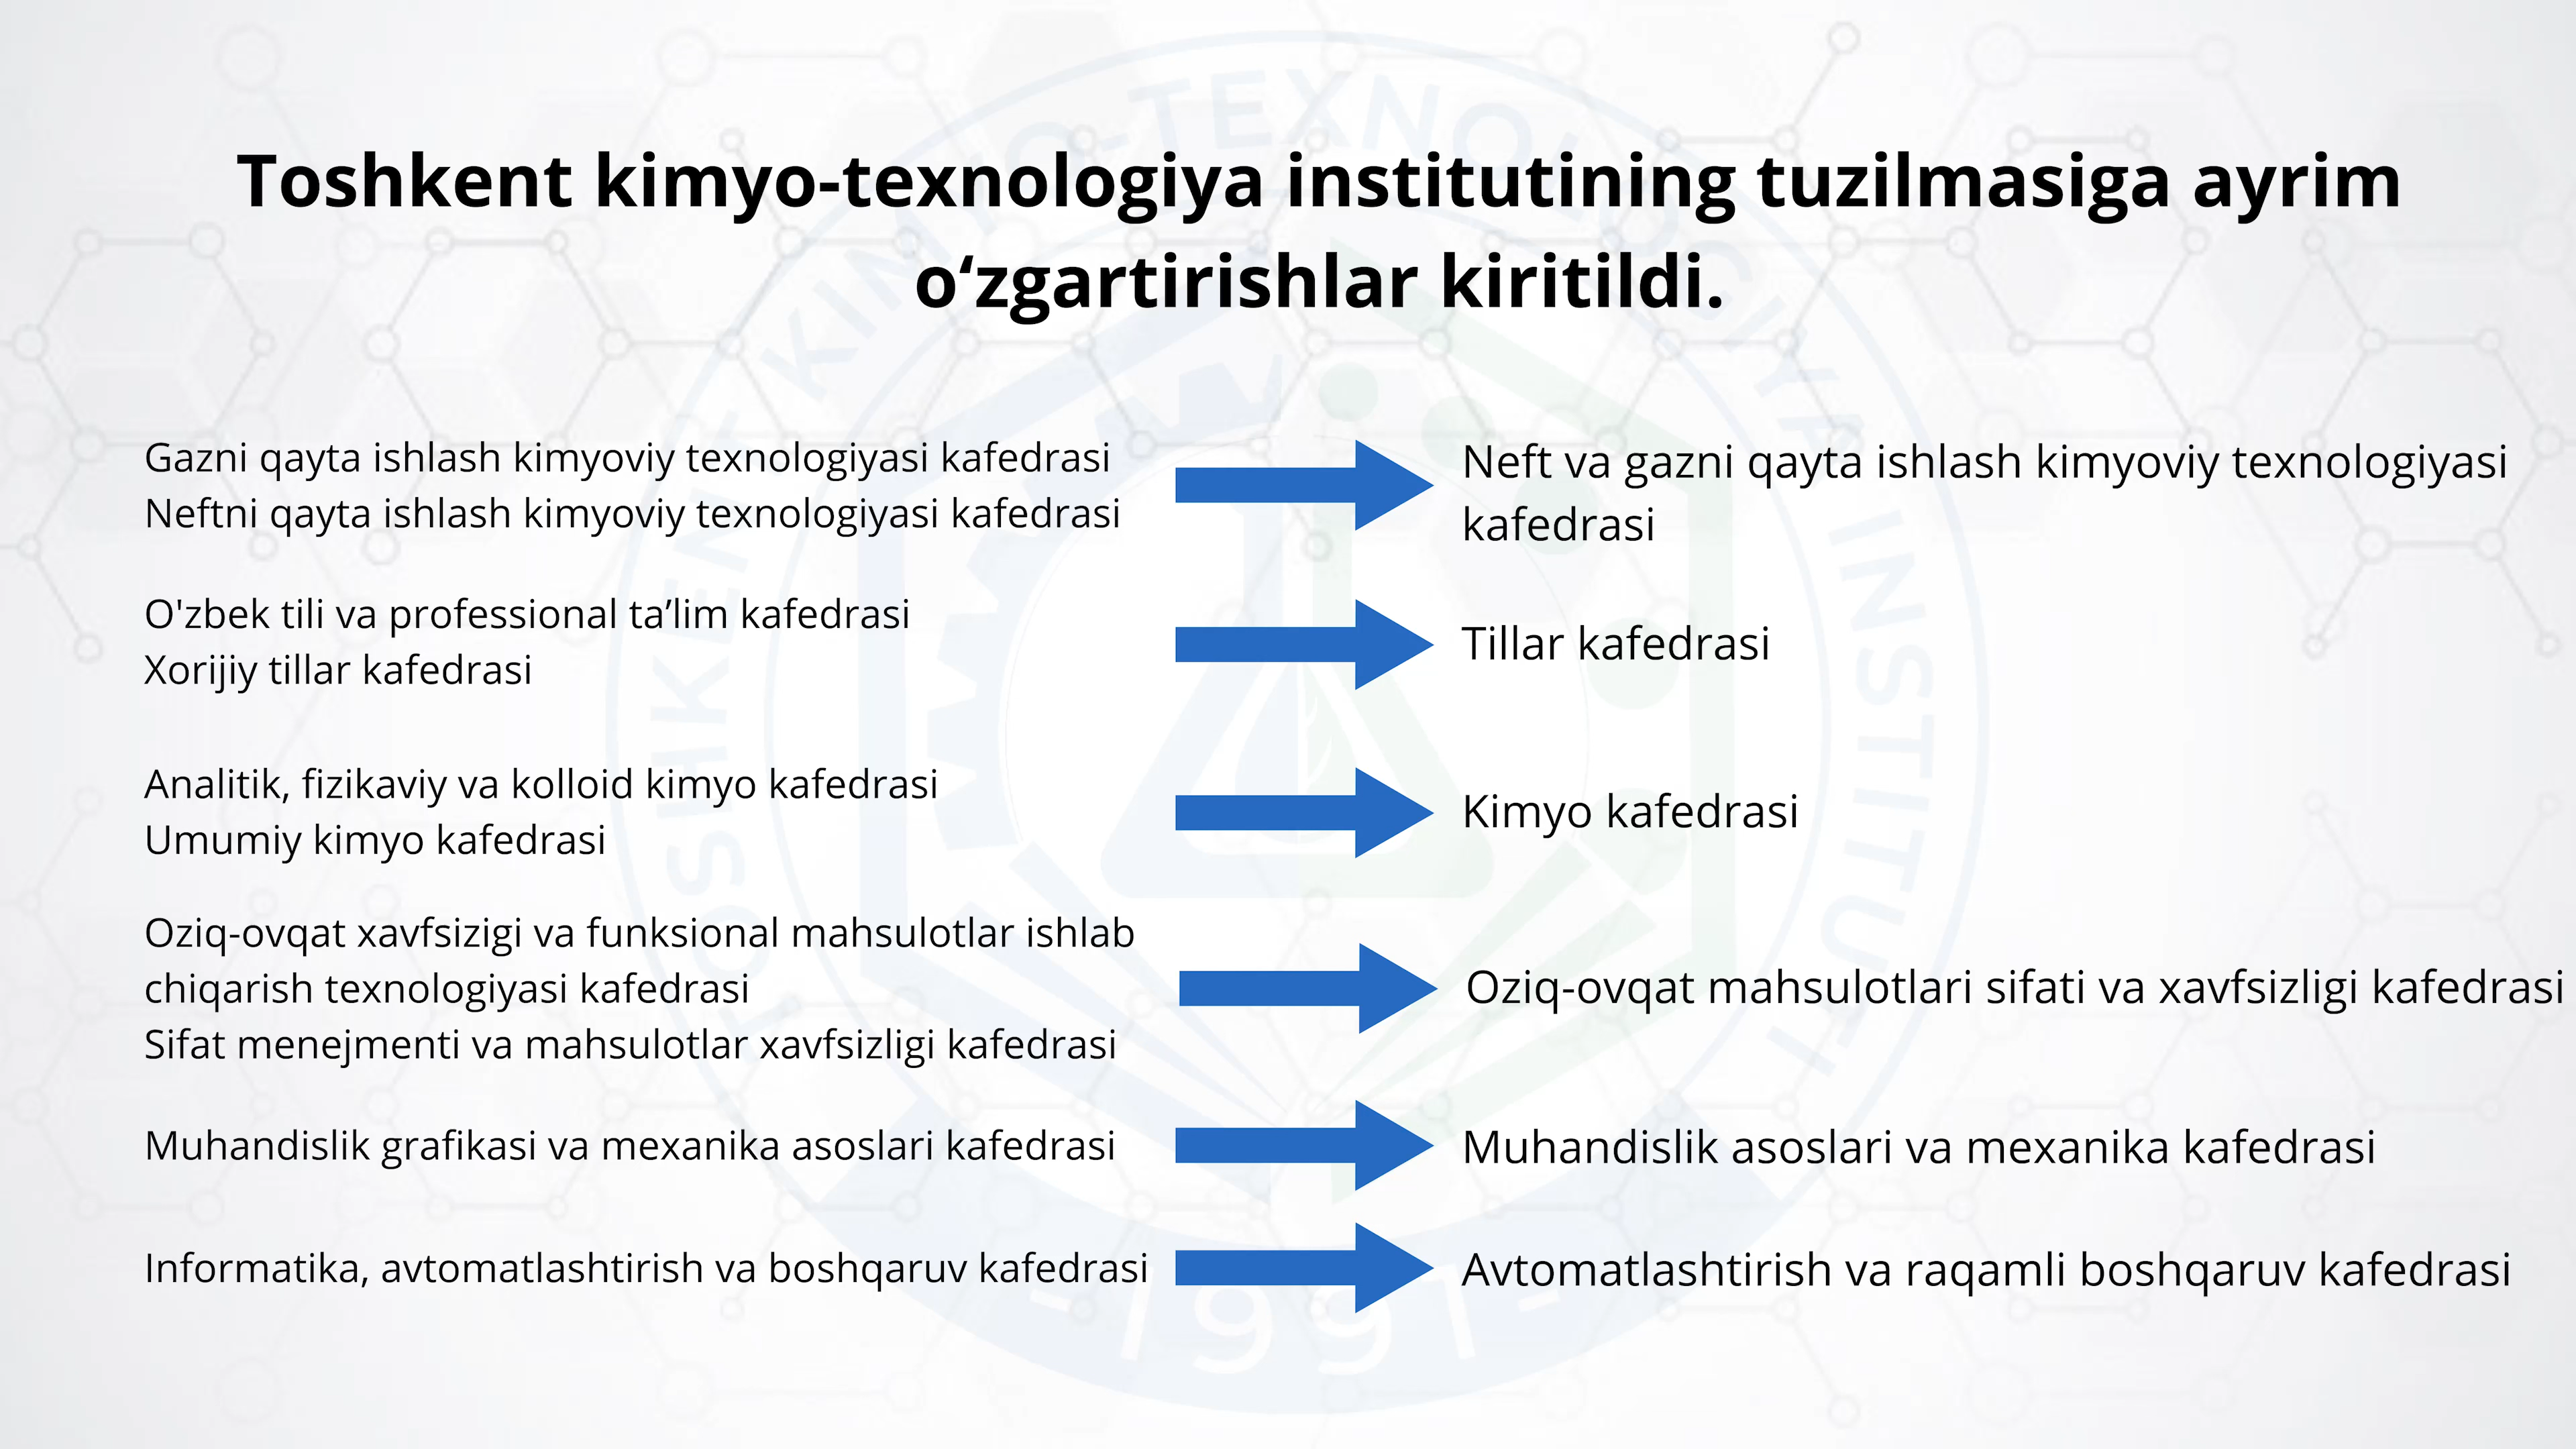 Toshkent kimyo-texnologiya institutining tuzilmasiga ayrim
o‘zgartirishlar kiritildi.
Gazni qayta ishlash kimyoviy texnologiyasi kafedrasi
Neftni qayta ishlash kimyoviy texnologiyasi kafedrasi
Neft va gazni qayta ishlash kimyoviy texnologiyasi
kafedrasi
O'zbek tili va professional ta’lim kafedrasi
Xorijiy tillar kafedrasi
Tillar kafedrasi
Analitik, fizikaviy va kolloid kimyo kafedrasi
Umumiy kimyo kafedrasi
Kimyo kafedrasi
Oziq-ovqat xavfsizigi va funksional mahsulotlar ishlab
chiqarish texnologiyasi kafedrasi
Sifat menejmenti va mahsulotlar xavfsizligi kafedrasi
Oziq-ovqat mahsulotlari sifati va xavfsizligi kafedrasi
Muhandislik grafikasi va mexanika asoslari kafedrasi
Muhandislik asoslari va mexanika kafedrasi
Informatika, avtomatlashtirish va boshqaruv kafedrasi
Avtomatlashtirish va raqamli boshqaruv kafedrasi
TOSHKENT KIMYO-TEXNOLOGIYA INSTITUTI
-1991-